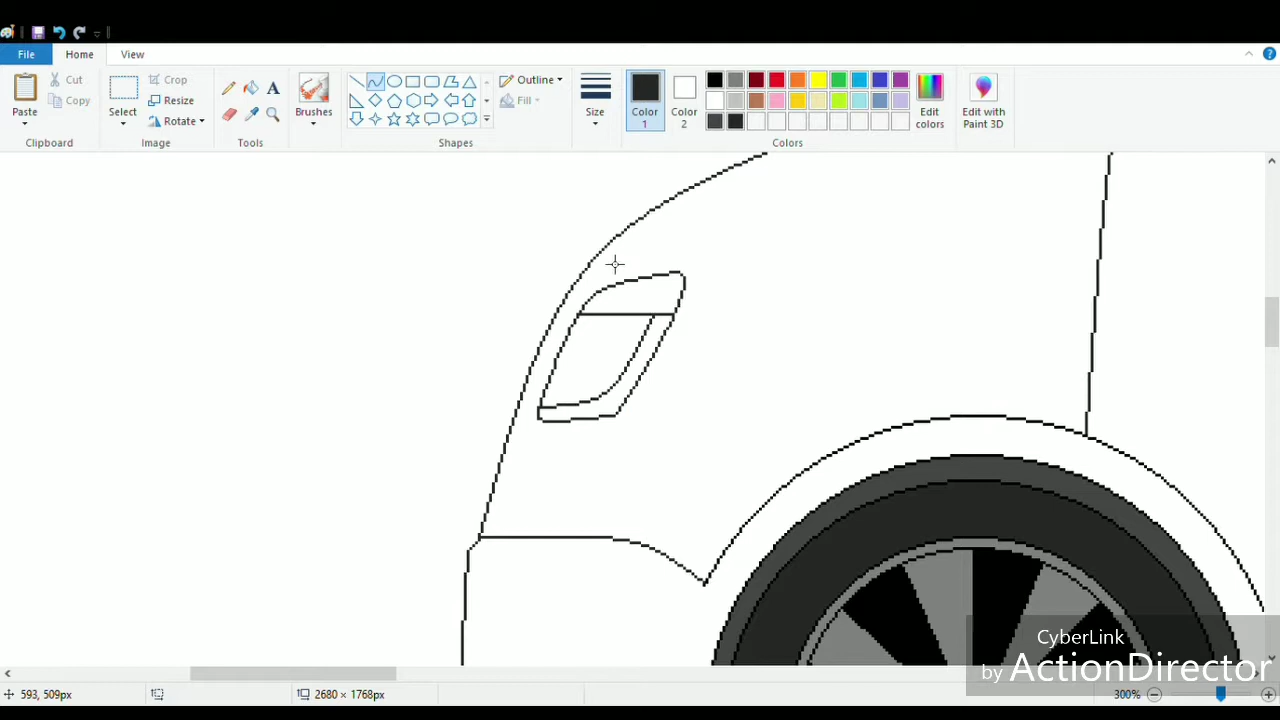 File Home View
Cut
Copy
Paste
Clipboard
Crop
Resize
Rotate
Select
Image
A
Tools
Brushes
Outline
Fill
Shapes
Size
Color 1
Color 2
Edit colors
Colors
Edit with Paint 3D
?
593, 509px 2680 × 1768px 300%
CyberLink
by ActionDirector